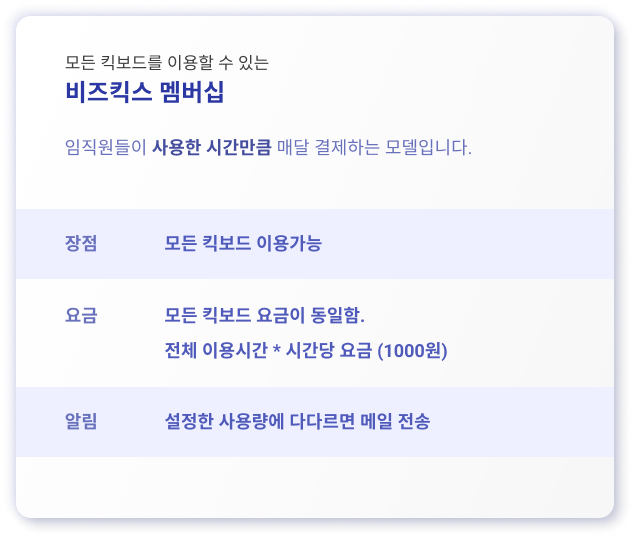 모든 킥보드를 이용할 수 있는
비즈킥스 멤버십
임직원들이 사용한 시간만큼 매달 결제하는 모델입니다.
장점 모든 킥보드 이용가능
요금 모든 킥보드 요금이 동일함.
전체 이용시간 * 시간당 요금 (1000원)
알림 설정한 사용량에 다다르면 메일 전송